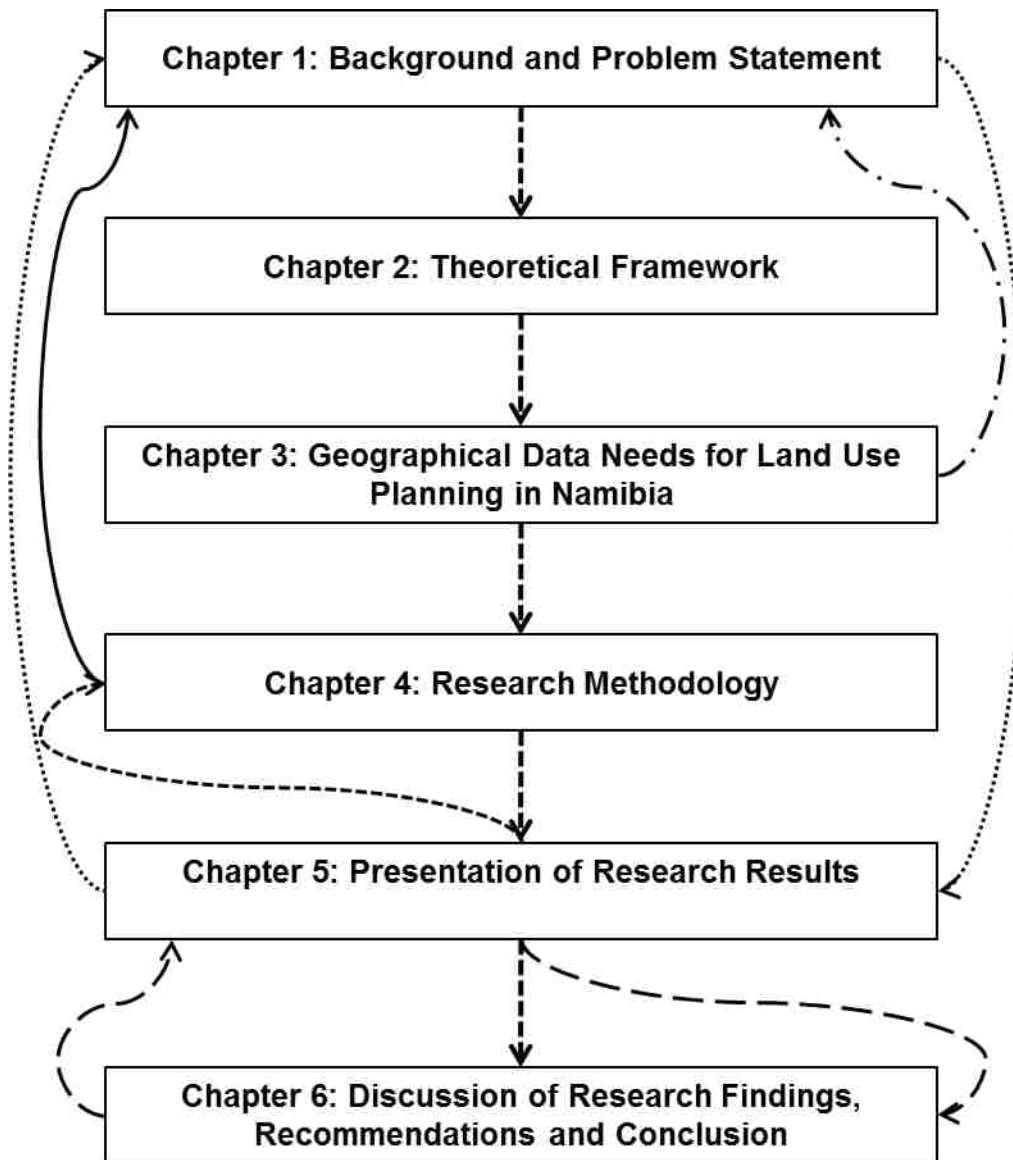 Chapter 1: Background and Problem Statement
Chapter 2: Theoretical Framework
Chapter 3: Geographical Data Needs for Land Use
Planning in Namibia
Chapter 4: Research Methodology
Chapter 5: Presentation of Research Results
Chapter 6: Discussion of Research Findings,
Recommendations and Conclusion